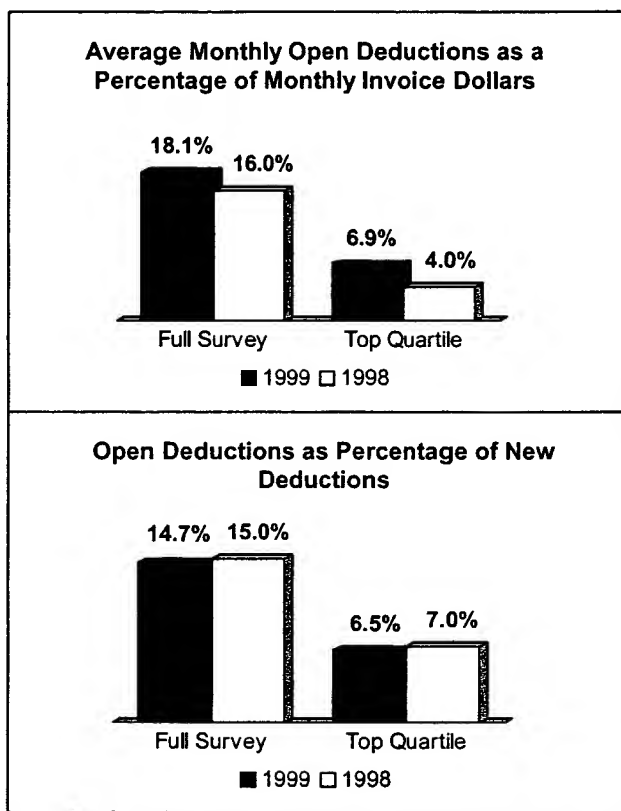 Average Monthly Open Deductions as a
Percentage of Monthly Invoice Dollars
18.1% 16.0%
6.9% 4.0%
Full Survey Top Quartile
■ 1999 □ 1998
Open Deductions as Percentage of New
Deductions
14.7% 15.0%
6.5% 7.0%
Full Survey Top Quartile
■ 1999 □ 1998